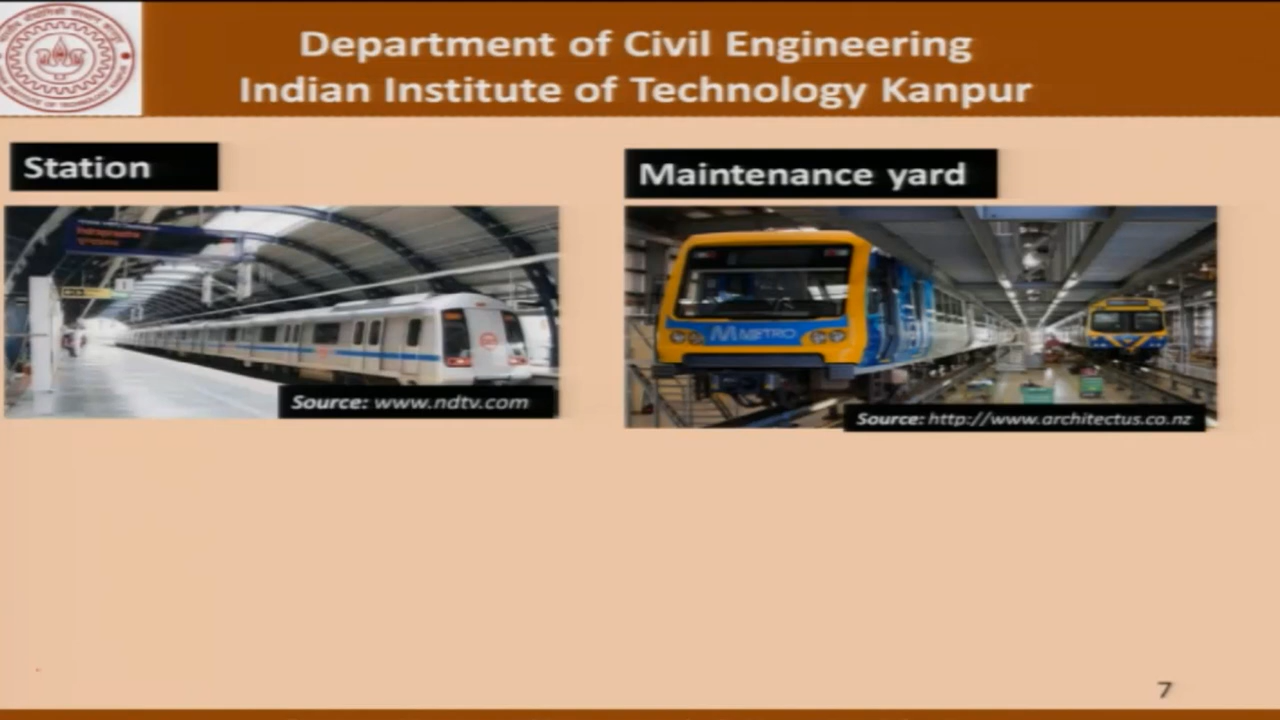 Department of Civil Engineering
Indian Institute of Technology Kanpur
Station
Maintenance yard
METRO
Source: www.ndtv.com
Source: http://www.architectus.co.nz
7